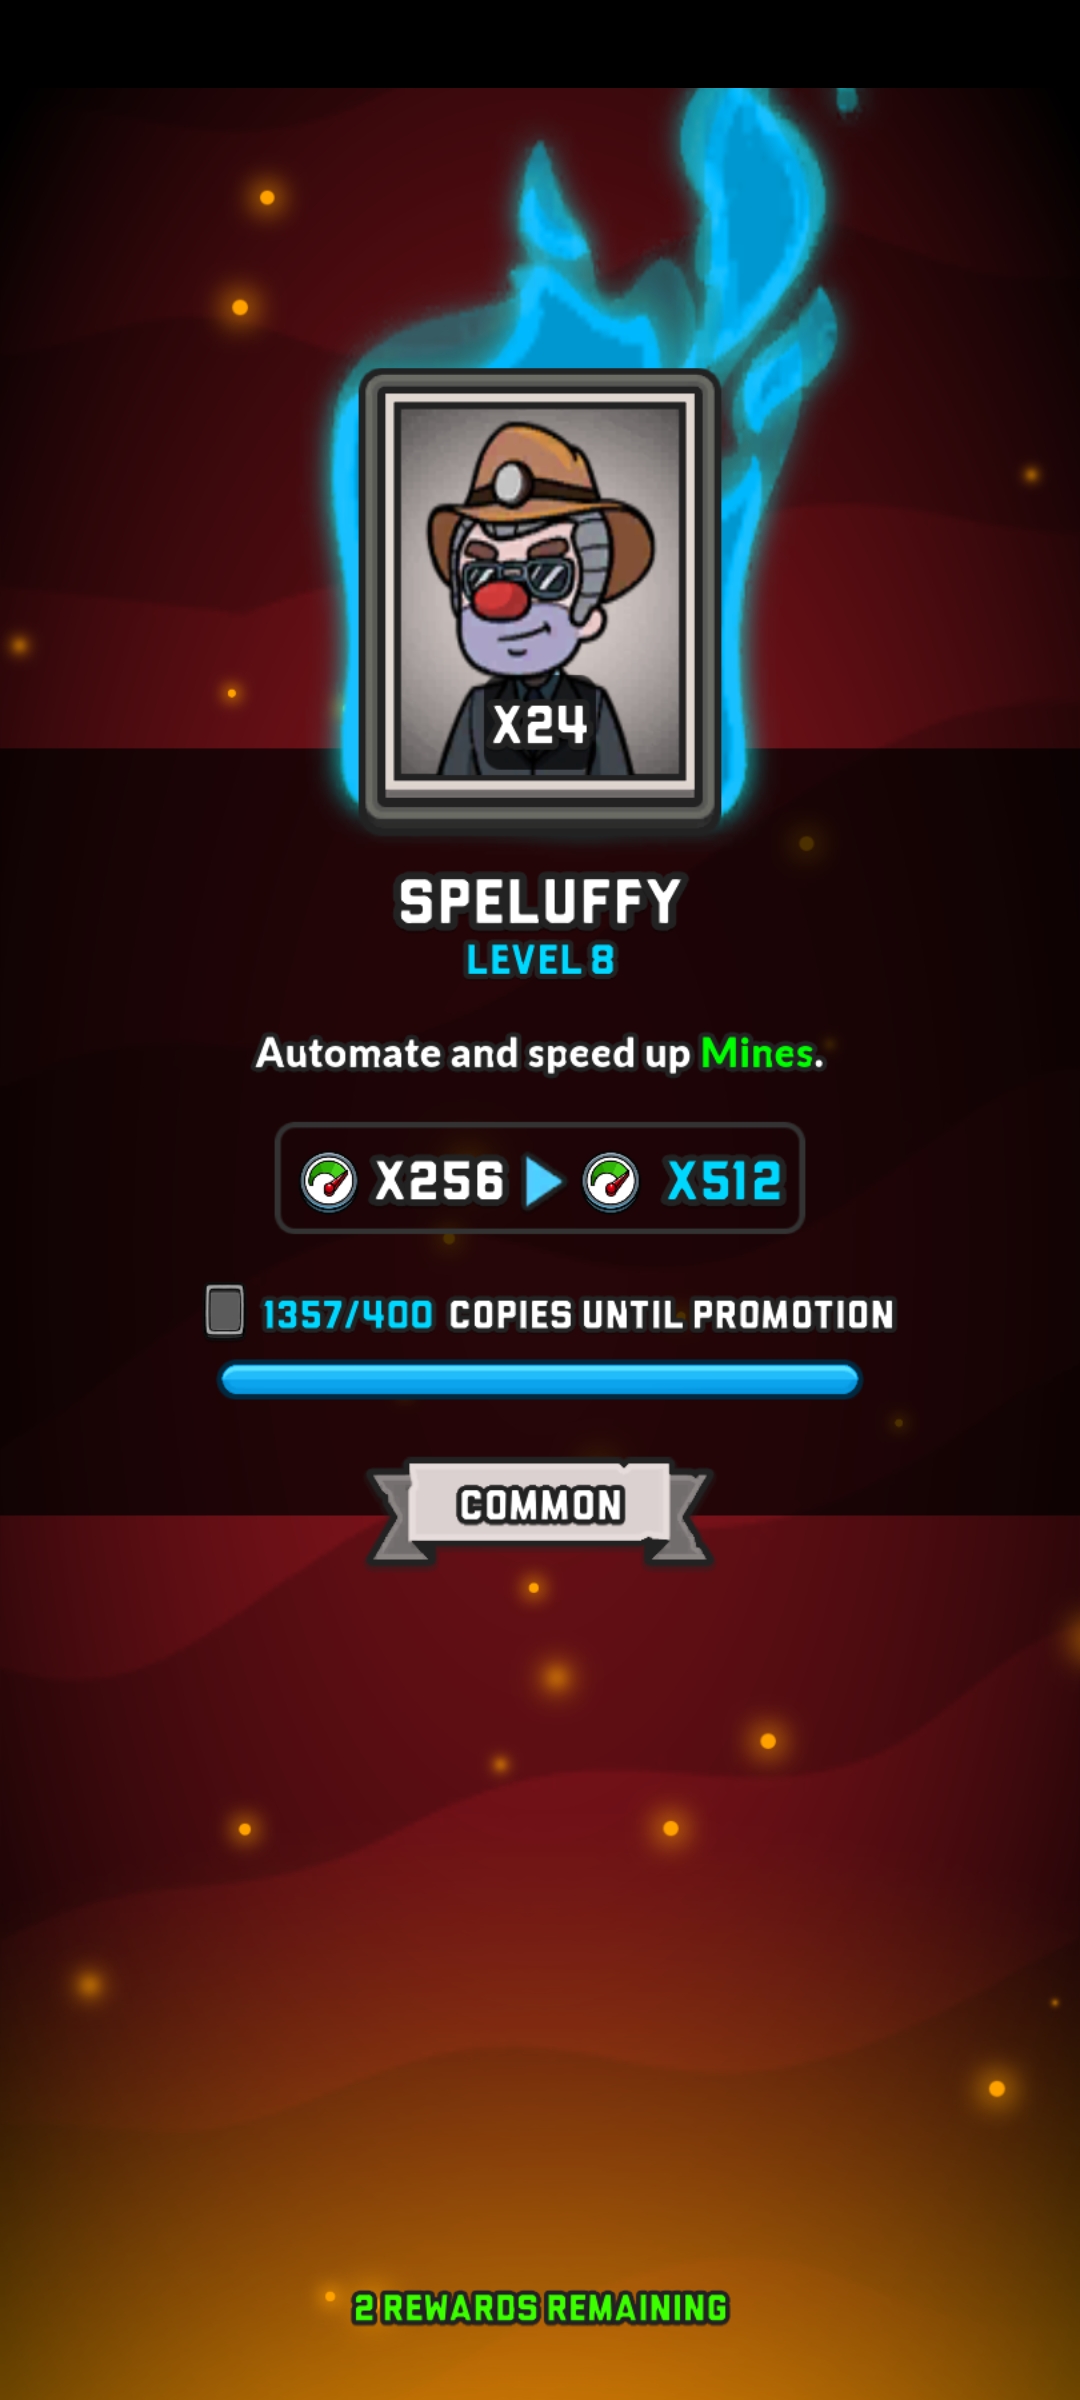 X24
SPELUFFY
LEVEL 8
Automate and speed up Mines.
X256 X512
1357/400 COPIES UNTIL PROMOTION
COMMON
2 REWARDS REMAINING